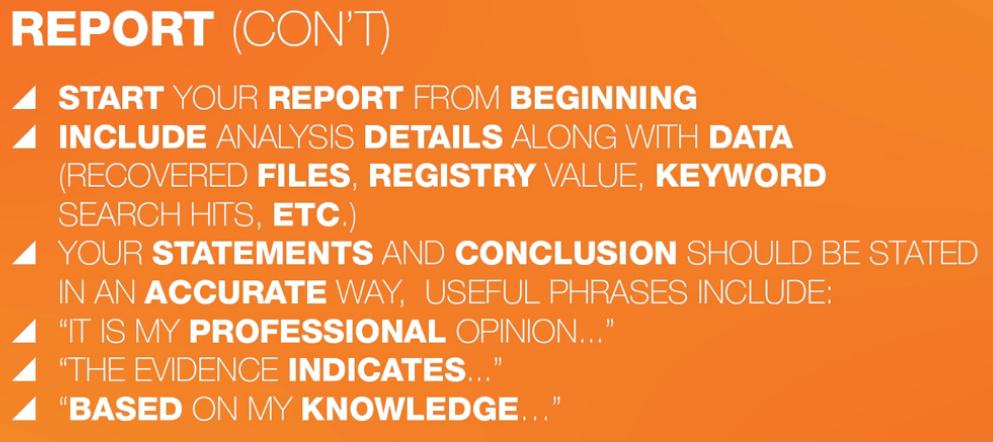 REPORT (CON'T)
START YOUR REPORT FROM BEGINNING
INCLUDE ANALYSIS DETAILS ALONG WITH DATA
(RECOVERED FILES, REGISTRY VALUE, KEYWORD
SEARCH HITS, ETC.)
YOUR STATEMENTS AND CONCLUSION SHOULD BE STATED
IN AN ACCURATE WAY,  USEFUL PHRASES INCLUDE:
“IT IS MY PROFESSIONAL OPINION...”
“THE EVIDENCE INDICATES...”
“BASED ON MY KNOWLEDGE...”